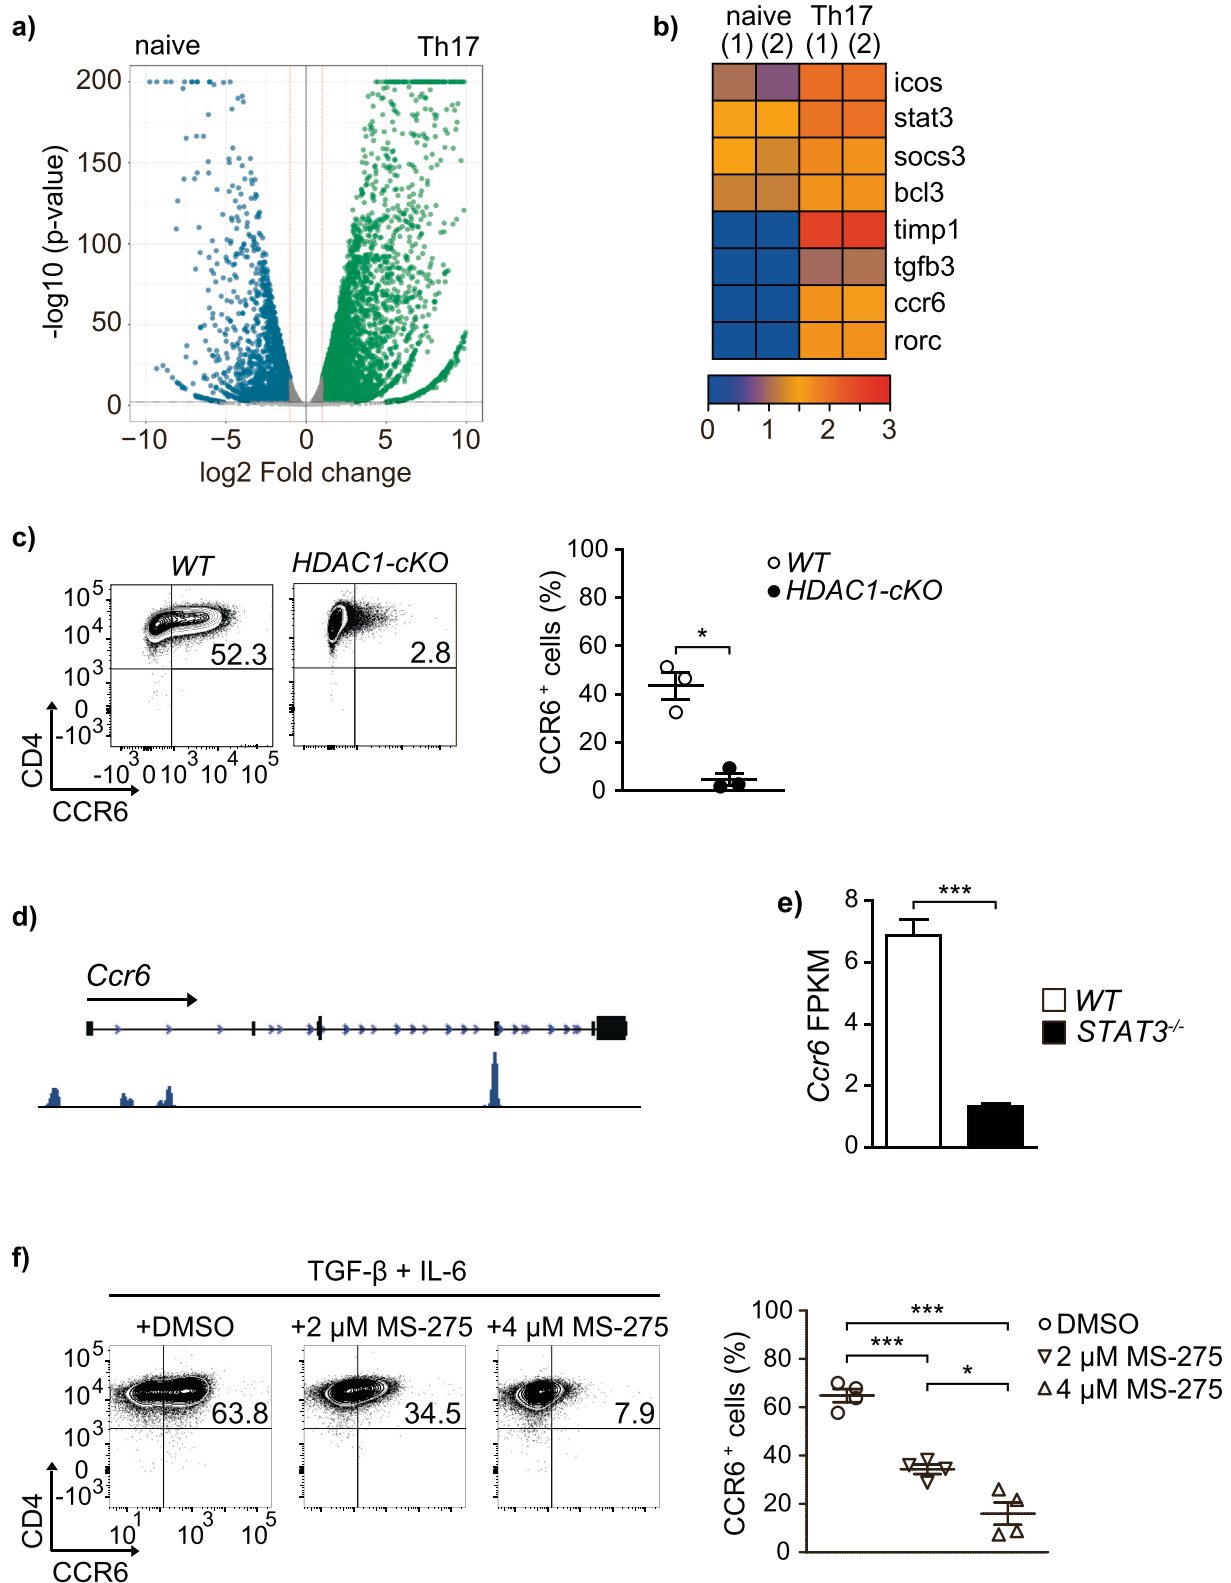 a)
naive
Th17
200
150
100
50
0
-log10 (p-value)
−10
−5
0
5
10
log2 Fold change
b)
naive Th17
(1) (2) (1) (2)
icos
stat3
socs3
bcl3
timp1
tgfb3
ccr6
rorc
0 1 2 3
c)
WT
HDAC1-cKO
10^5
10^4
10^3
0
-10^3
52.3
2.8
-10^3 0 10^3 10^4 10^5
CD4
CCR6
100
80
60
40
20
0
CCR6+ cells (%)
*
WT
HDAC1-cKO
d)
Ccr6
e)
8
6
4
2
0
Ccr6 FPKM
***
WT
STAT3-/-
f)
TGF-β + IL-6
+DMSO
+2 µM MS-275
+4 µM MS-275
10^5
10^4
10^3
0
-10^3
63.8
34.5
7.9
10^1 10^3 10^5
CD4
CCR6
100
80
60
40
20
0
CCR6+ cells (%)
***
***
*
DMSO
2 µM MS-275
4 µM MS-275